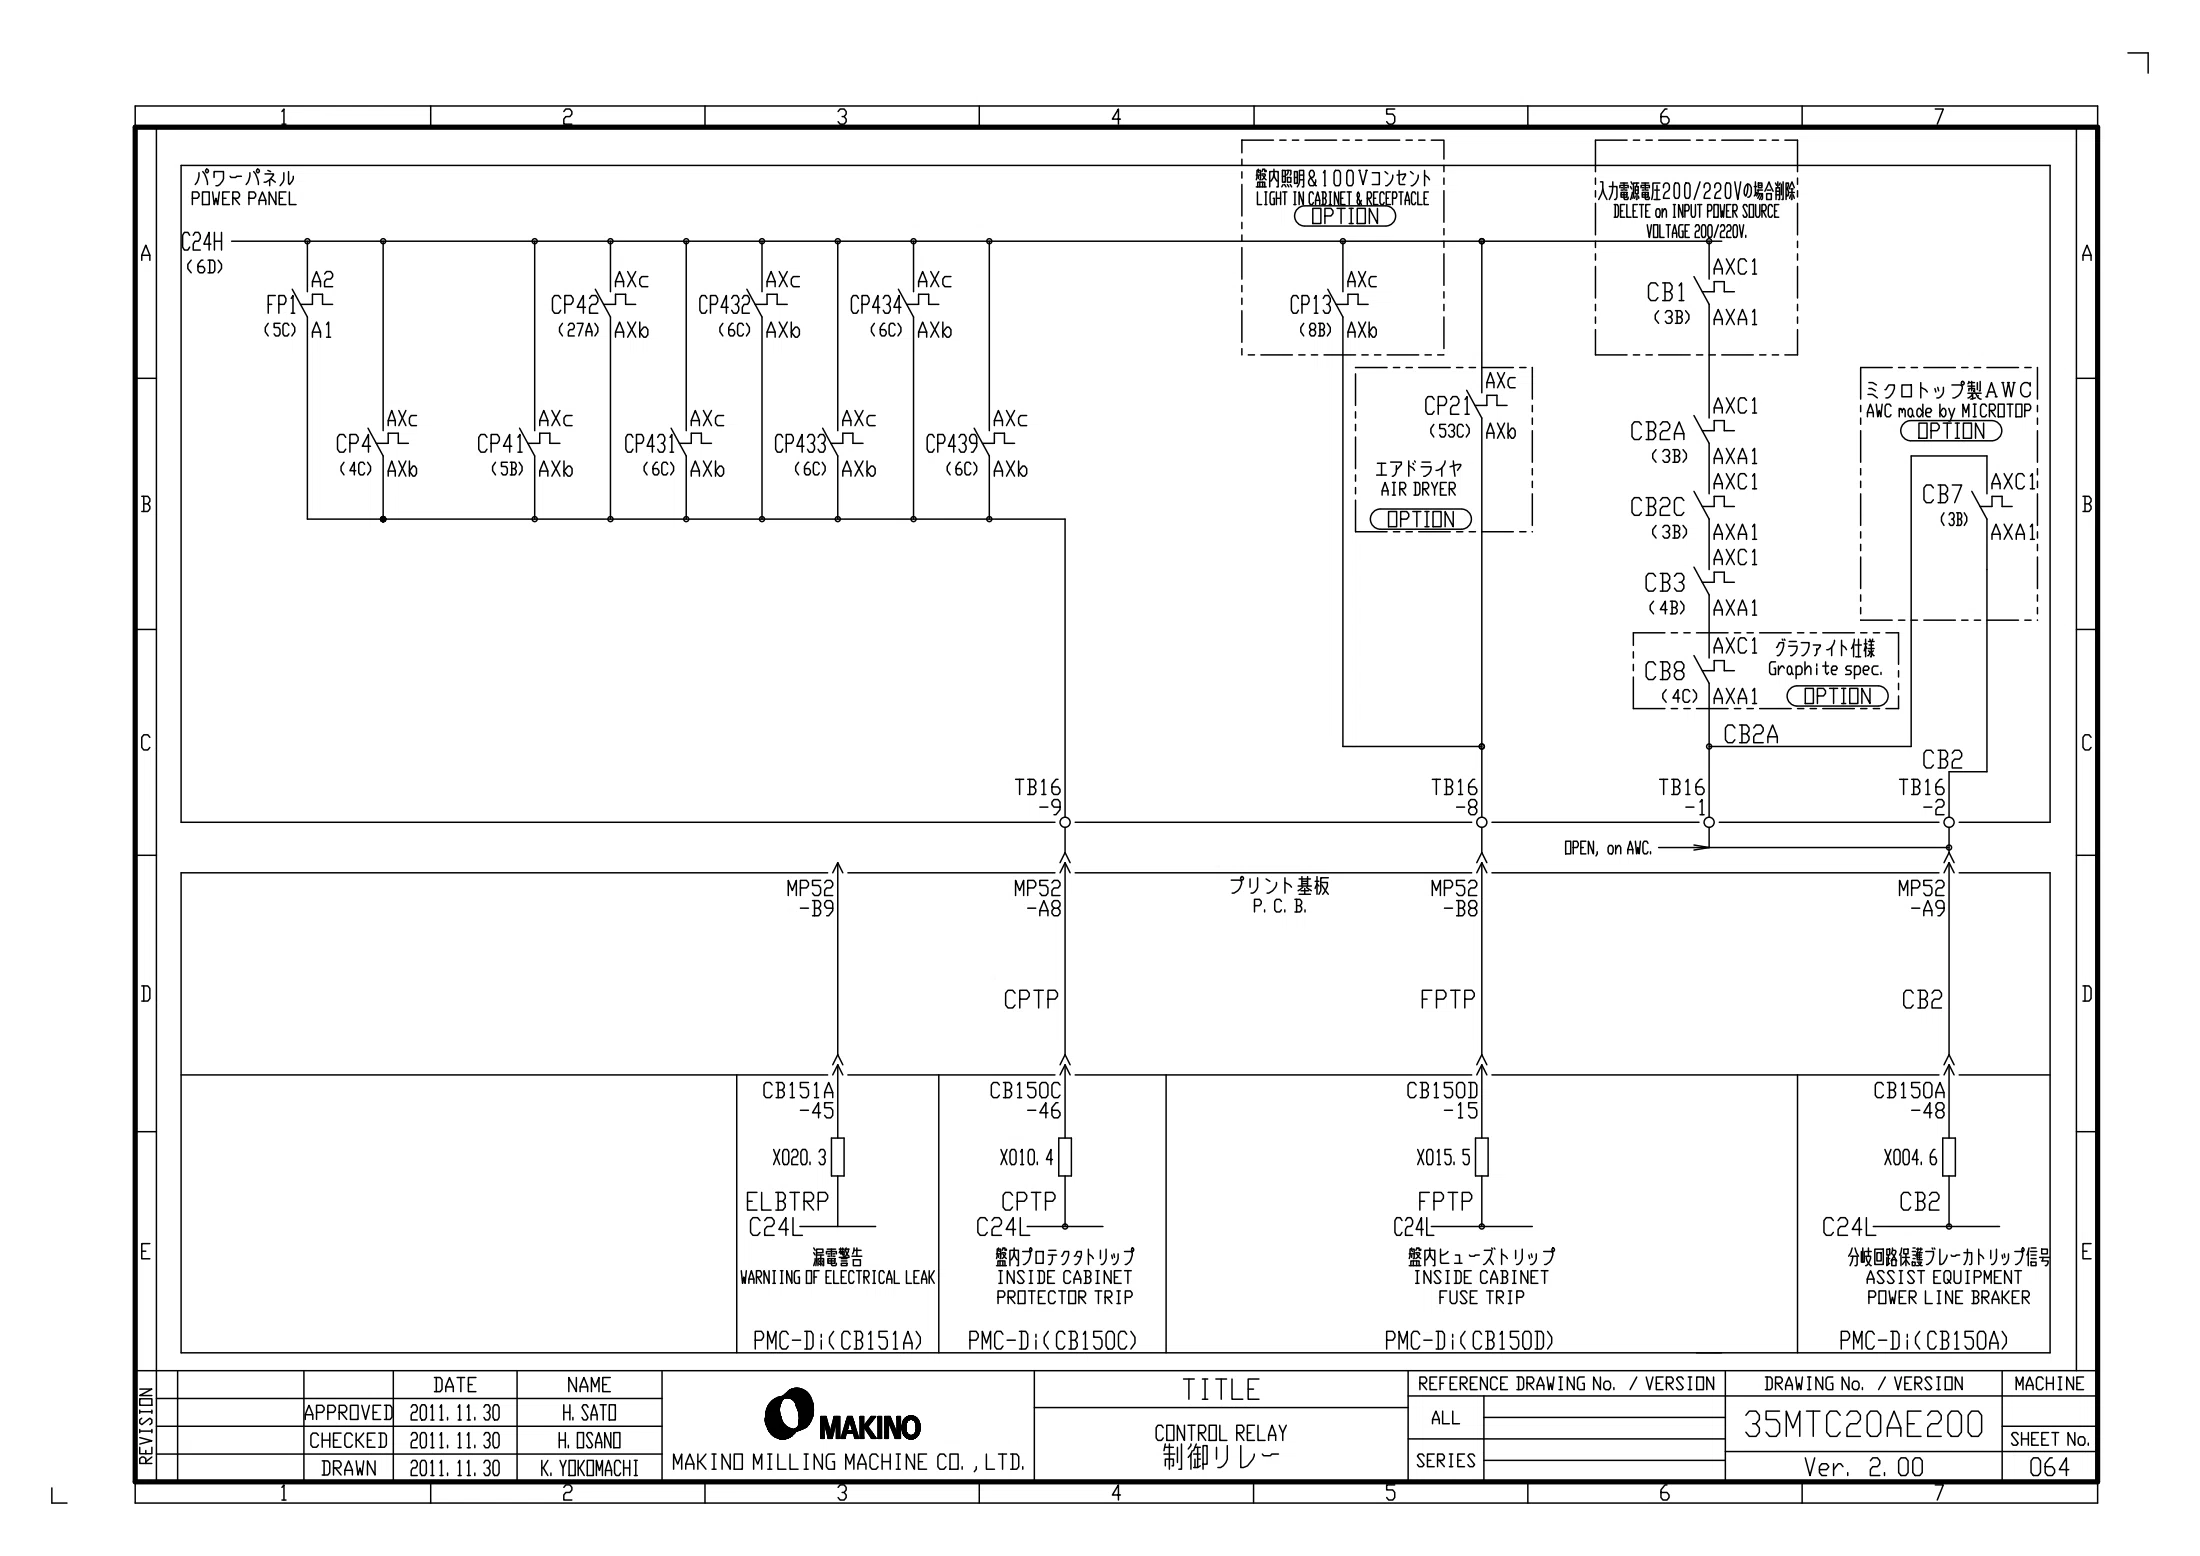 1 2 3 4 5 6 7
パワーパネル
POWER PANEL
盤内照明&100Vコンセント
LIGHT IN CABINET & RECEPTACLE
OPTION
入力電源電圧200/220Vの場合削除
DELETE on INPUT POWER SOURCE
VOLTAGE 200/220V.
A
A
C24H
(6D)
A2
FP1
(5C) A1
AXc
CP42
(27A) AXb
AXc
CP432
(6C) AXb
AXc
CP434
(6C) AXb
AXc
CP13
(8B) AXb
AXC1
CB1
(3B) AXA1
AXc
CP4
(4C) AXb
AXc
CP41
(5B) AXb
AXc
CP431
(6C) AXb
AXc
CP433
(6C) AXb
AXc
CP439
(6C) AXb
AXc
CP21
(53C) AXb
エアドライヤ
AIR DRYER
OPTION
AXC1
CB2A
(3B) AXA1
AXC1
CB2C
(3B) AXA1
AXC1
CB3
(4B) AXA1
ミクロトップ製AWC
AWC made by MICROTOP
OPTION
AXC1
CB7
(3B) AXA1
B
B
AXC1
CB8
(4C) AXA1
グラファイト仕様
Graphite spec.
OPTION
C
C
CB2A
CB2
TB16
-9
TB16
-8
TB16
-1
TB16
-2
OPEN, on AWC.
MP52
-B9
MP52
-A8
プリント基板
P. C. B.
MP52
-B8
MP52
-A9
D
D
CPTP
FPTP
CB2
CB151A
-45
CB150C
-46
CB150D
-15
CB150A
-48
X020. 3
X010. 4
X015. 5
X004. 6
ELBTRP
CPTP
FPTP
CB2
C24L
C24L
C24L
C24L
E
E
漏電警告
WARNIING OF ELECTRICAL LEAK
盤内プロテクタトリップ
INSIDE CABINET
PROTECTOR TRIP
盤内ヒューズトリップ
INSIDE CABINET
FUSE TRIP
分岐回路保護ブレーカトリップ信号
ASSIST EQUIPMENT
POWER LINE BRAKER
PMC-Di(CB151A)
PMC-Di(CB150C)
PMC-Di(CB150D)
PMC-Di(CB150A)
REVISION
DATE NAME
APPROVED 2011. 11. 30 H. SATO
CHECKED 2011. 11. 30 H. OSANO
DRAWN 2011. 11. 30 K. YOKOMACHI
MAKINO
MAKINO MILLING MACHINE CO. , LTD.
TITLE
CONTROL RELAY
制御リレー
REFERENCE DRAWING No. / VERSION
ALL
SERIES
DRAWING No. / VERSION
35MTC20AE200
Ver. 2. 00
MACHINE
SHEET No.
064
1 2 3 4 5 6 7